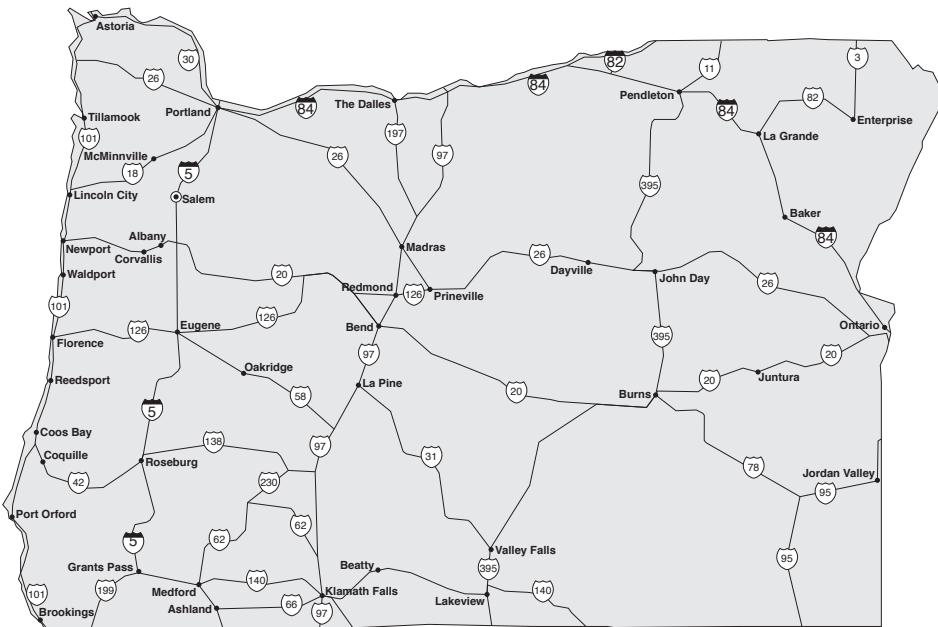 Astoria
30
26
82
84
84
11
3
Portland
The Dalles
Pendleton
84
82
Enterprise
Tillamook
101
197
97
La Grande
McMinnville
18
5
26
395
Lincoln City
Salem
Baker
84
Albany
Newport
Corvallis
Madras
26
Dayville
Waldport
20
Redmond
126
Prineville
John Day
26
101
126
126
Eugene
Bend
Ontario
Florence
97
395
20
Oakridge
La Pine
20
Juntura
Reedsport
58
20
Burns
5
Coos Bay
138
97
31
Coquille
Roseburg
78
Jordan Valley
42
230
95
Port Orford
62
62
5
Valley Falls
95
Grants Pass
Beatty
395
199
Medford
140
Klamath Falls
140
101
Ashland
66
97
Lakeview
Brookings